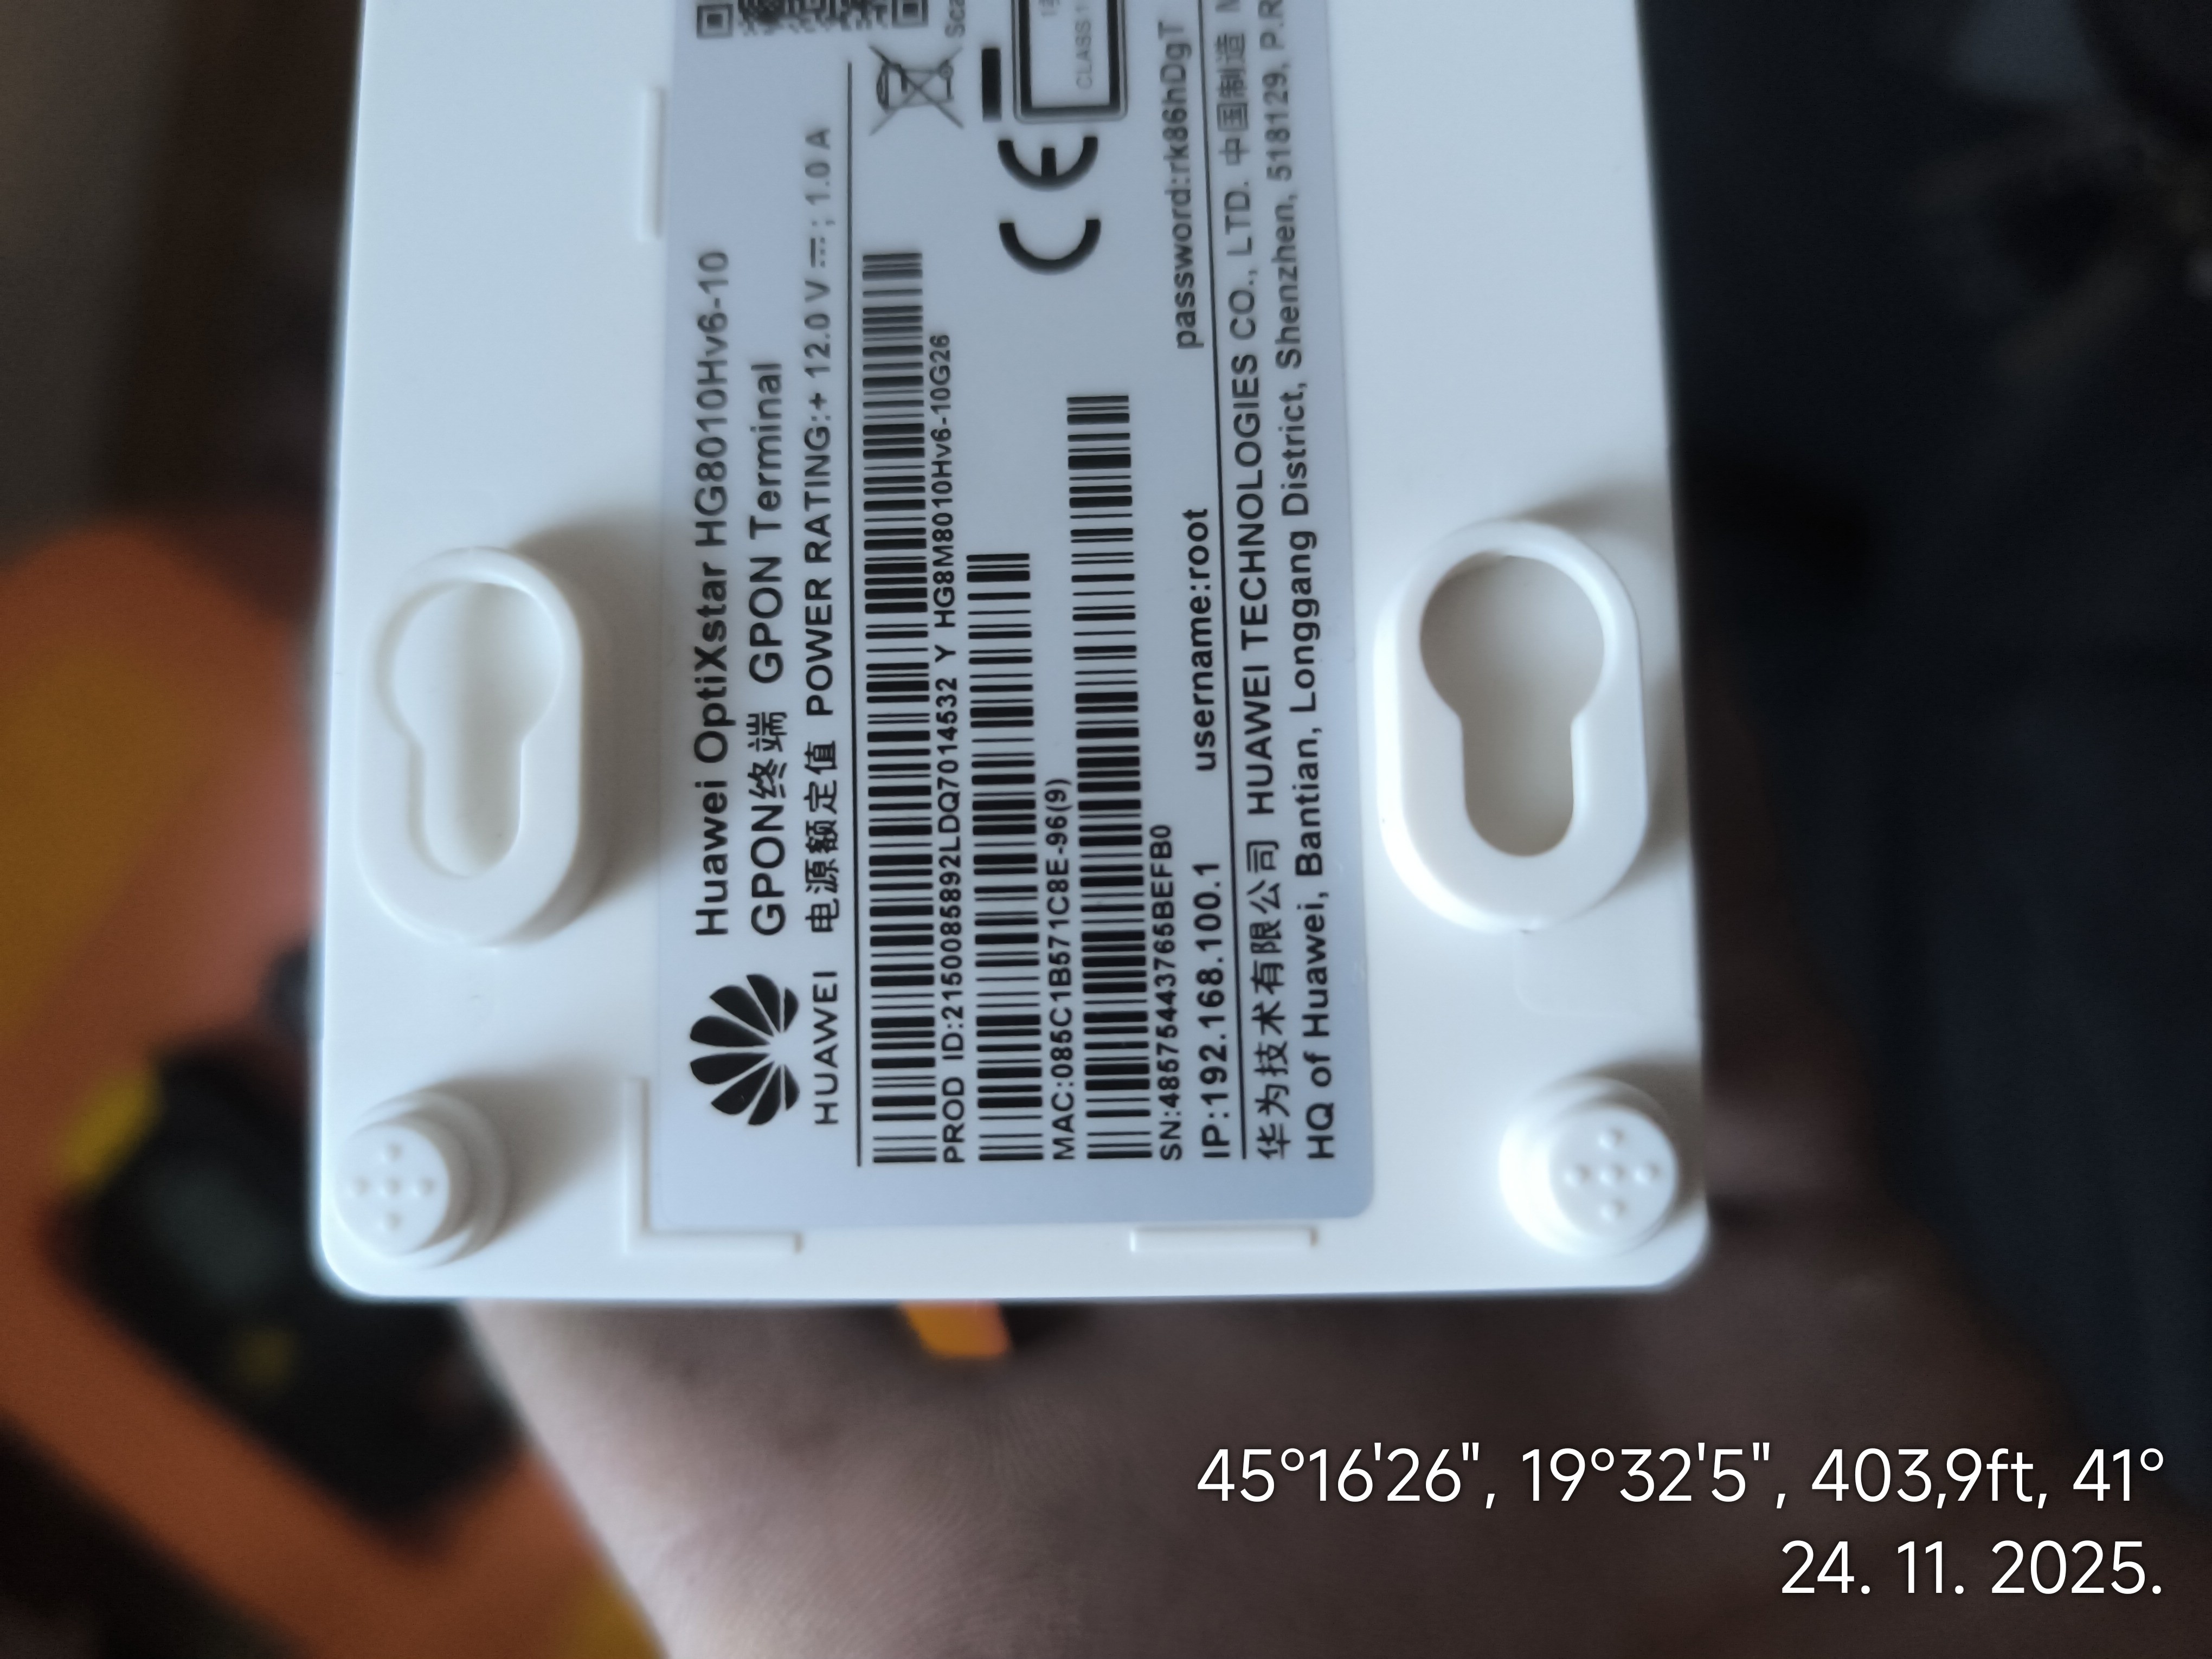 Huawei OptiXstar HG8010Hv6-10
GPON终端 GPON Terminal
电源额定值 POWER RATING:+ 12.0 V ⎓; 1.0 A
HUAWEI
PROD ID:2150085892LDQ7014532 Y HG8M8010Hv6-10G26
MAC:085C1B571C8E-96(9)
SN:485754443765BEFB0
CE
CLASS 1
IP:192.168.100.1 username:root password:rk86hDgT
华为技术有限公司 HUAWEI TECHNOLOGIES CO., LTD. 中国制造
HQ of Huawei, Bantian, Longgang District, Shenzhen, 518129, P.R
45°16'26", 19°32'5", 403,9ft, 41°
24. 11. 2025.